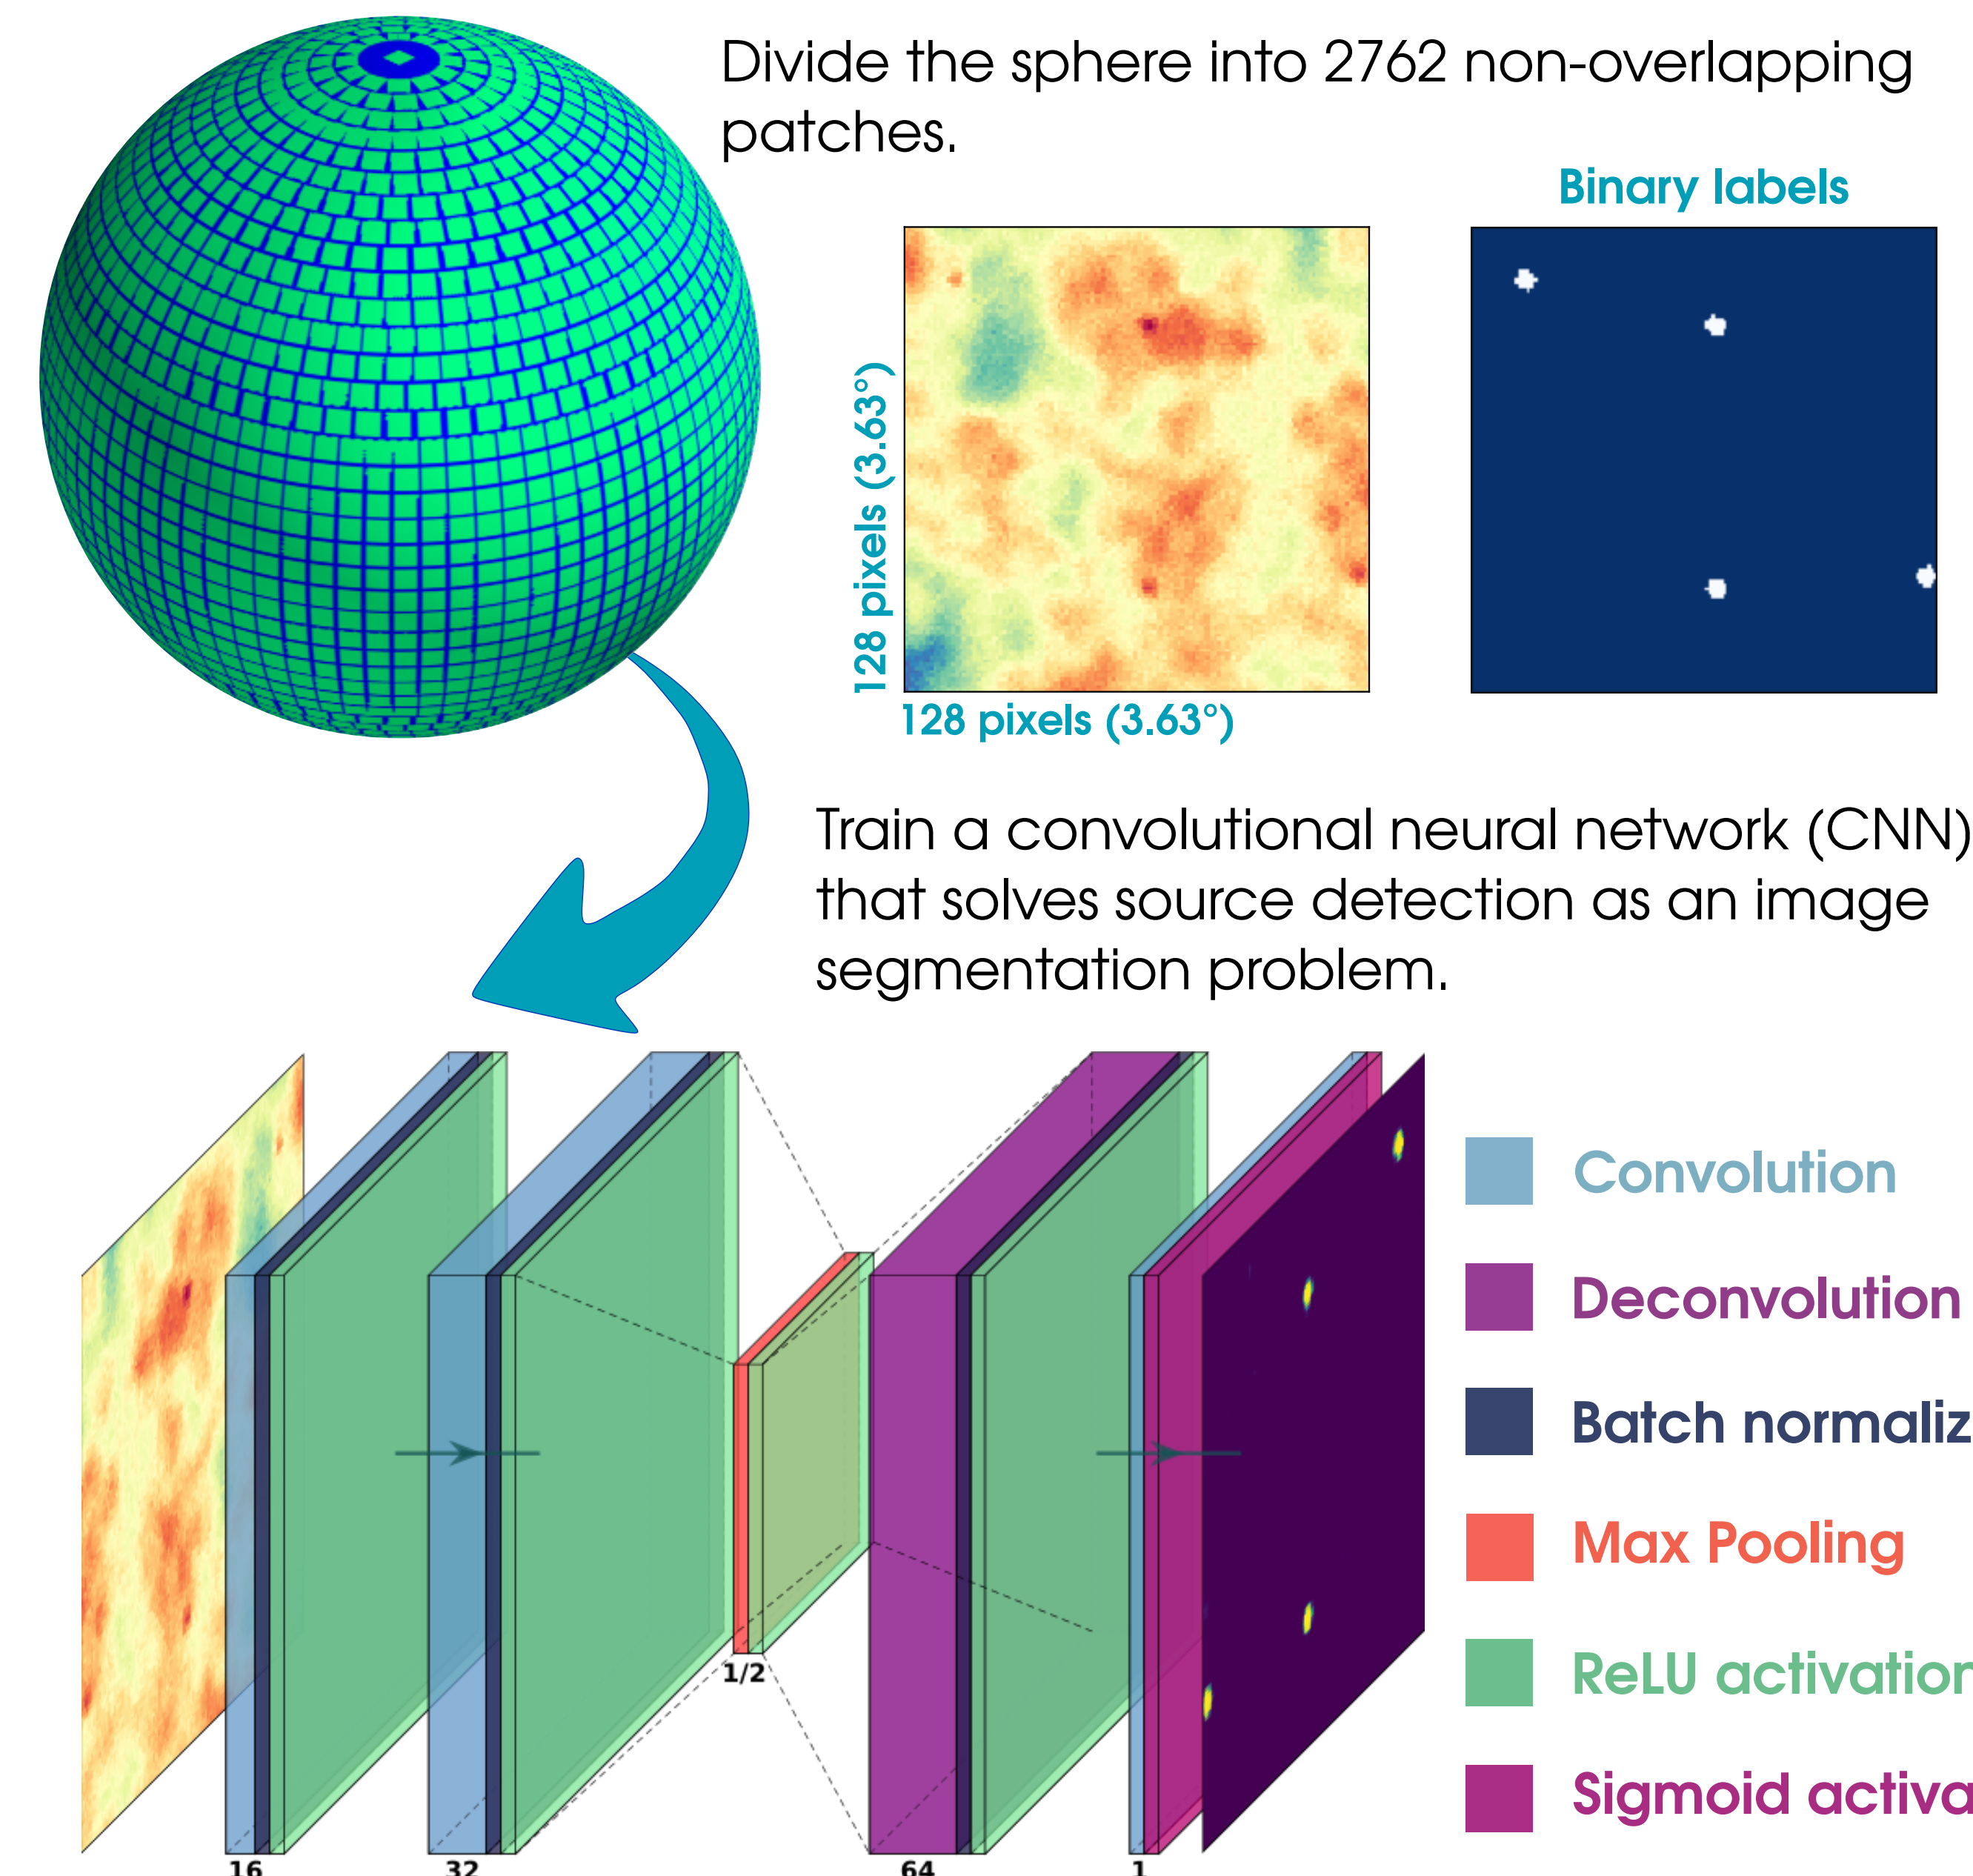 Divide the sphere into 2762 non-overlapping
patches.
Binary labels
128 pixels (3.63°)
128 pixels (3.63°)
Train a convolutional neural network (CNN)
that solves source detection as an image
segmentation problem.
Convolution
Deconvolution
Batch normaliz
Max Pooling
ReLU activation
Sigmoid activa
1/2
16
32
64
1